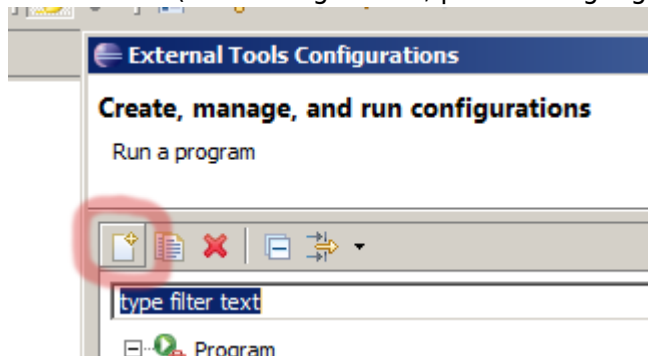 External Tools Configurations
Create, manage, and run configurations
Run a program
type filter text
Program